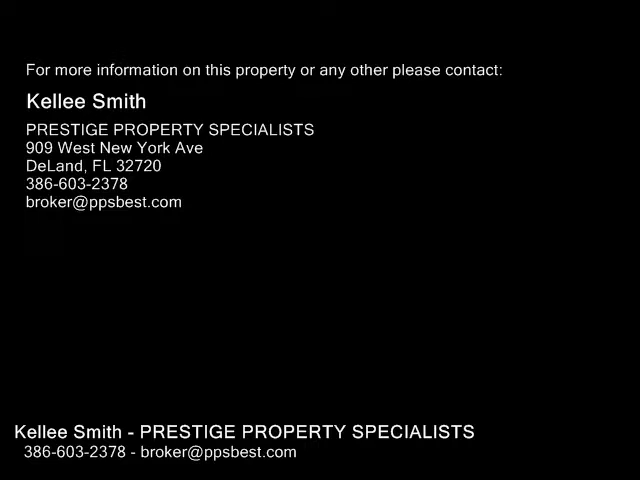 For more information on this property or any other please contact:
Kellee Smith
PRESTIGE PROPERTY SPECIALISTS
909 West New York Ave
DeLand, FL 32720
386-603-2378
broker@ppsbest.com
Kellee Smith - PRESTIGE PROPERTY SPECIALISTS
386-603-2378 - broker@ppsbest.com